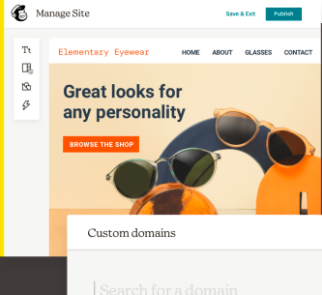 Manage Site
Save & Exit
Publish
Tt
Elementary Eyewear
HOME ABOUT GLASSES CONTACT
Great looks for
any personality
BROWSE THE SHOP
Custom domains
Search for a domain